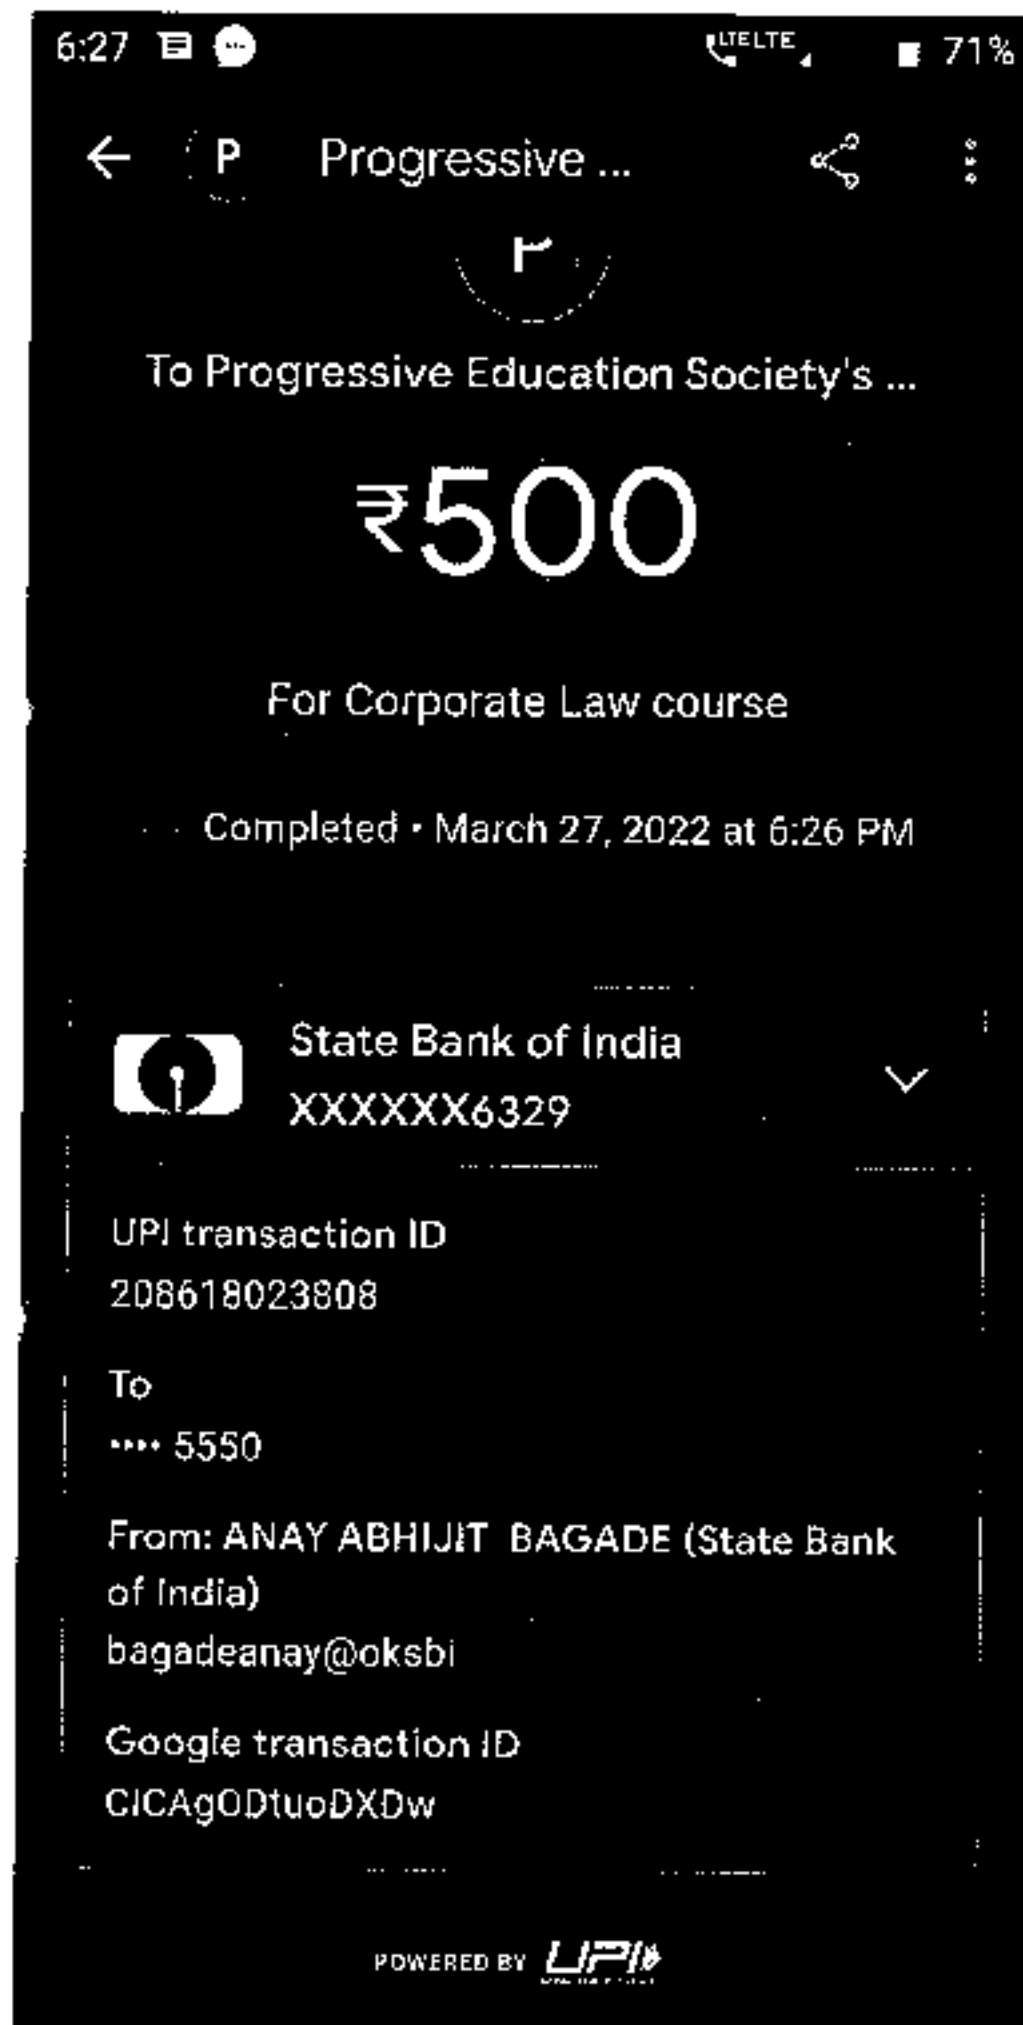 6:27 LTE LTE 71%
P Progressive ...
To Progressive Education Society's ...
₹500
For Corporate Law course
Completed • March 27, 2022 at 6:26 PM
State Bank of India
XXXXXX6329
UPI transaction ID
208618023808
To
•••• 5550
From: ANAY ABHIJIT BAGADE (State Bank
of India)
bagadeanay@oksbi
Google transaction ID
CICAgODtuoDXDw
POWERED BY UPI